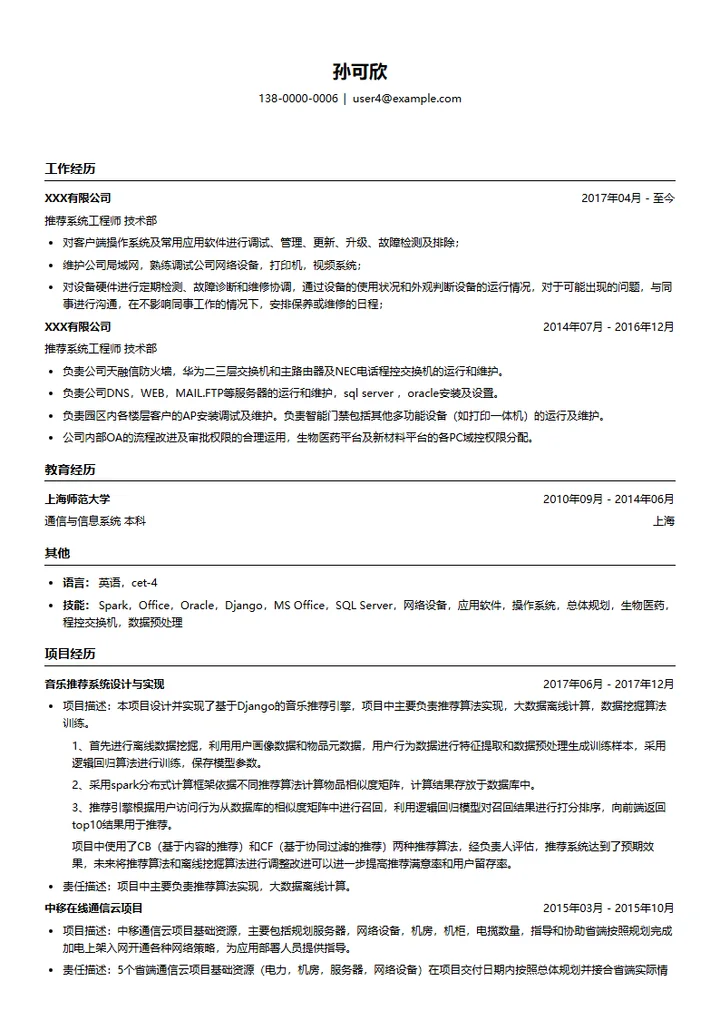 孙可欣
138-0000-0006 | user4@example.com
工作经历
XXX有限公司 2017年04月 - 至今
推荐系统工程师 技术部
• 对客户端操作系统及常用应用软件进行调试、管理、更新、升级、故障检测及排除；
• 维护公司局域网，熟练调试公司网络设备，打印机，视频系统；
• 对设备硬件进行定期检测、故障诊断和维修协调，通过设备的使用状况和外观判断设备的运行情况，对于可能出现的问题，与同
事进行沟通，在不影响同事工作的情况下，安排保养或维修的日程；
XXX有限公司 2014年07月 - 2016年12月
推荐系统工程师 技术部
• 负责公司天融信防火墙，华为二三层交换机和主路由器及NEC电话程控交换机的运行和维护。
• 负责公司DNS，WEB，MAIL.FTP等服务器的运行和维护，sql server ，oracle安装及设置。
• 负责园区内各楼层客户的AP安装调试及维护。负责智能门禁包括其他多功能设备（如打印一体机）的运行及维护。
• 公司内部OA的流程改进及审批权限的合理运用，生物医药平台及新材料平台的各PC域控权限分配。
教育经历
上海师范大学 2010年09月 - 2014年06月
通信与信息系统 本科 上海
其他
• 语言： 英语，cet-4
• 技能： Spark，Office，Oracle，Django，MS Office，SQL Server，网络设备，应用软件，操作系统，总体规划，生物医药，
程控交换机，数据预处理
项目经历
音乐推荐系统设计与实现 2017年06月 - 2017年12月
• 项目描述：本项目设计并实现了基于Django的音乐推荐引擎，项目中主要负责推荐算法实现，大数据离线计算，数据挖掘算法
训练。
1、首先进行离线数据挖掘，利用用户画像数据和物品元数据，用户行为数据进行特征提取和数据预处理生成训练样本，采用
逻辑回归算法进行训练，保存模型参数。
2、采用spark分布式计算框架依据不同推荐算法计算物品相似度矩阵，计算结果存放于数据库中。
3、推荐引擎根据用户访问行为从数据库的相似度矩阵中进行召回，利用逻辑回归模型对召回结果进行打分排序，向前端返回
top10结果用于推荐。
项目中使用了CB（基于内容的推荐）和CF（基于协同过滤的推荐）两种推荐算法，经负责人评估，推荐系统达到了预期效
果，未来将推荐算法和离线挖掘算法进行调整改进可以进一步提高推荐满意率和用户留存率。
• 责任描述：项目中主要负责推荐算法实现，大数据离线计算。
中移在线通信云项目 2015年03月 - 2015年10月
• 项目描述：中移通信云项目基础资源，主要包括规划服务器，网络设备，机房，机柜，电揽数量，指导和协助省端按照规划完成
加电上架入网开通各种网络策略，为应用部署人员提供指导。
• 责任描述：5个省端通信云项目基础资源（电力，机房，服务器，网络设备）在项目交付日期内按照总体规划并接合省端实际情